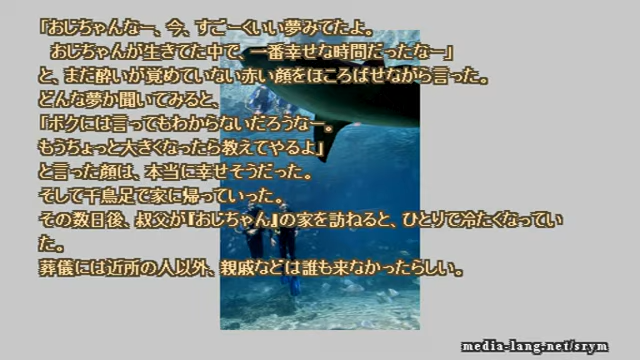 「おじちゃんなー、今、すごーくいい夢みてたよ。
おじちゃんが生きてた中で、一番幸せな時間だったなー」
と、まだ酔いが覚めていない赤い顔をほころばせながら言った。
どんな夢か聞いてみると、
「ボクには言ってもわからないだろうなー。
もうちょっと大きくなったら教えてやるよ」
と言った顔は、本当に幸せそうだった。
そして千鳥足で家に帰っていった。
その数日後、叔父が『おじちゃん』の家を訪ねると、ひとりで冷たくなってい
た。
葬儀には近所の人以外、親戚などは誰も来なかったらしい。
media-lang-net/srym